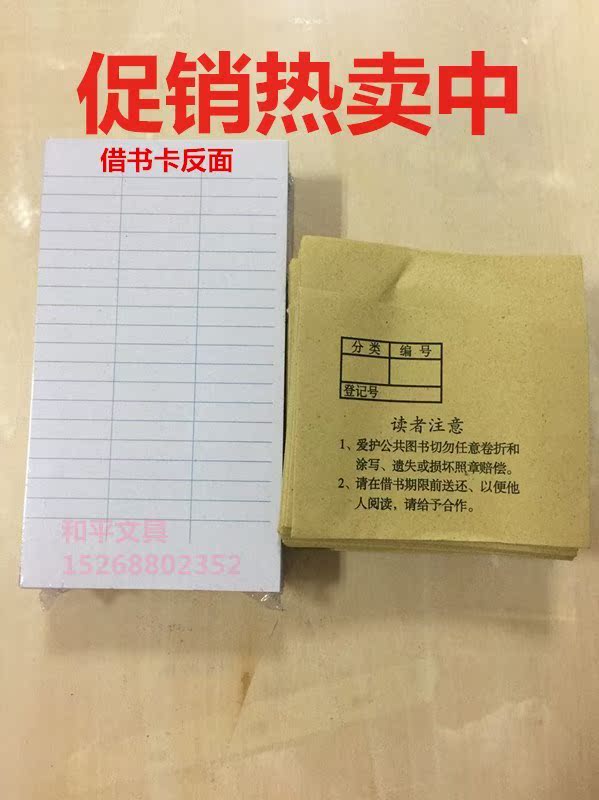 促销热卖中
借书卡反面
分类 编号
登记号
读者注意
1、爱护公共图书切勿任意卷折和
涂写、遗失或损坏照章赔偿。
2、请在借书期限前送还、以便他
人阅读，请给予合作。
和平文具
15268802352